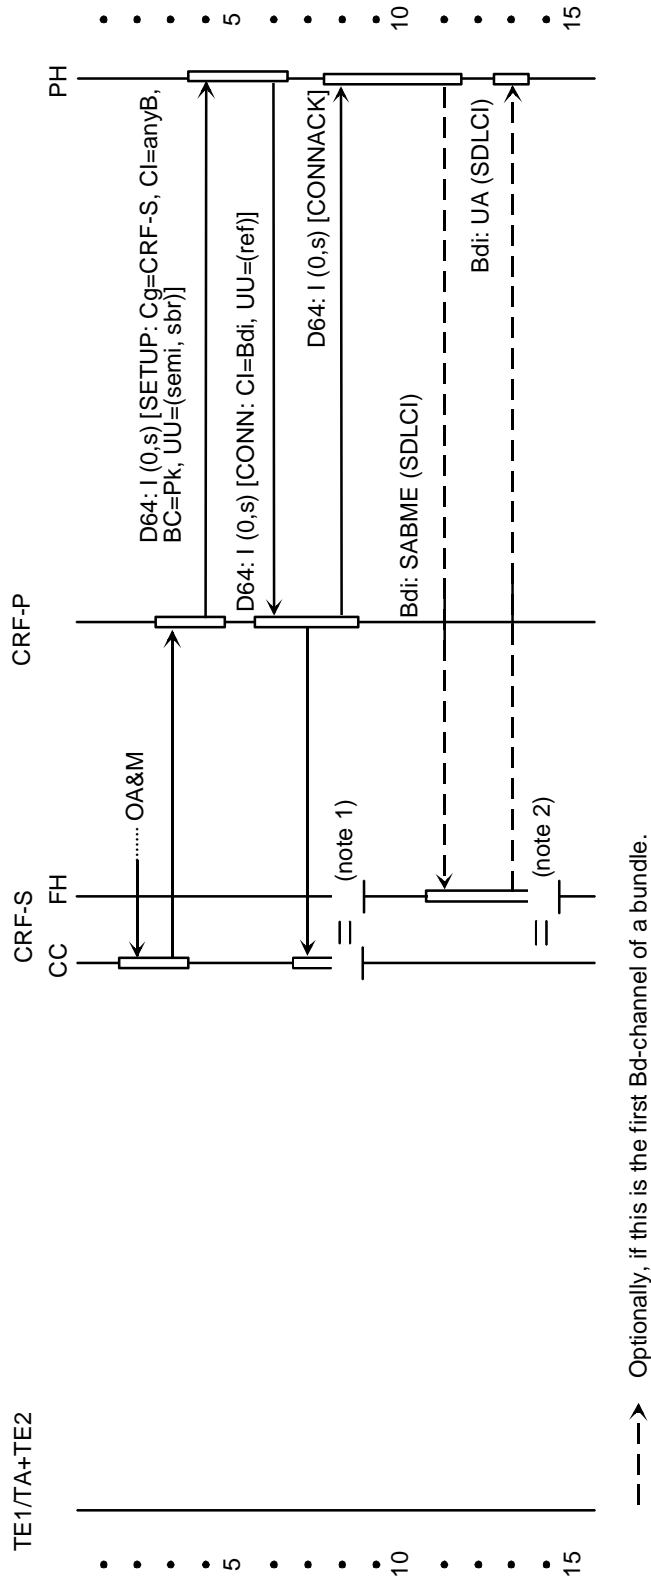 TE1/TA+TE2
CRF-S
CC
FH
CRF-P
PH
OA&M
D64: I (0,s) [SETUP: Cg=CRF-S, CI=anyB,
BC=Pk, UU=(semi, sbr)]
5
5
D64: I (0,s) [CONN: CI=Bdi, UU=(ref)]
D64: I (0,s) [CONNACK]
(note 1)
10
10
Bdi: SABME (SDLCI)
Bdi: UA (SDLCI)
(note 2)
15
15
Optionally, if this is the first Bd-channel of a bundle.